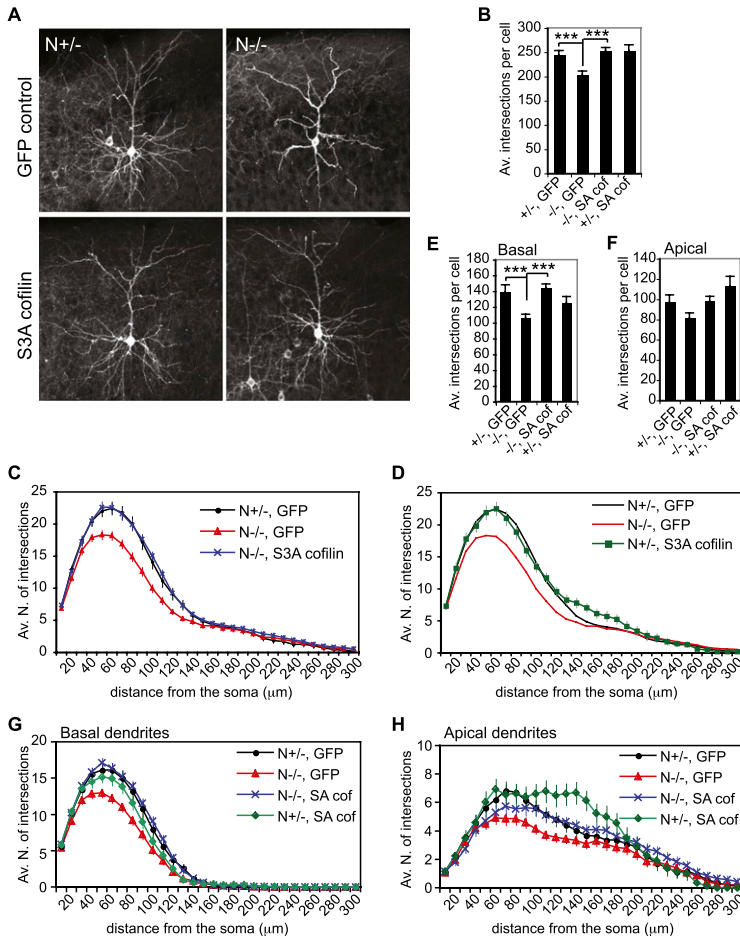 A
N+/-
N-/-
GFP control
S3A cofilin
B
Av. intersections per cell
300
250
200
150
100
50
0
***
***
+/-, GFP
-/-, GFP
-/-, SA cof
+/-, SA cof
E
Basal
Av. intersections per cell
180
160
140
120
100
80
60
40
20
0
***
***
+/-, GFP
-/-, GFP
-/-, SA cof
+/-, SA cof
F
Apical
Av. intersections per cell
140
120
100
80
60
40
20
0
+/-, GFP
-/-, GFP
-/-, SA cof
+/-, SA cof
C
Av. N. of intersections
25
20
15
10
5
0
N+/-, GFP
N-/-, GFP
N-/-, S3A cofilin
20 40 60 80 100 120 140 160 180 200 220 240 260 280 300
distance from the soma (μm)
D
Av. N. of intersections
25
20
15
10
5
0
N+/-, GFP
N-/-, GFP
N+/-, S3A cofilin
20 40 60 80 100 120 140 160 180 200 220 240 260 280 300
distance from the soma (μm)
G
Basal dendrites
Av. N. of intersections
20
15
10
5
0
N+/-, GFP
N-/-, GFP
N-/-, SA cof
N+/-, SA cof
20 40 60 80 100 120 140 160 180 200 220 240 260 280 300
distance from the soma (μm)
H
Apical dendrites
Av. N. of intersections
10
8
6
4
2
0
N+/-, GFP
N-/-, GFP
N-/-, SA cof
N+/-, SA cof
20 40 60 80 100 120 140 160 180 200 220 240 260 280 300
distance from the soma (μm)